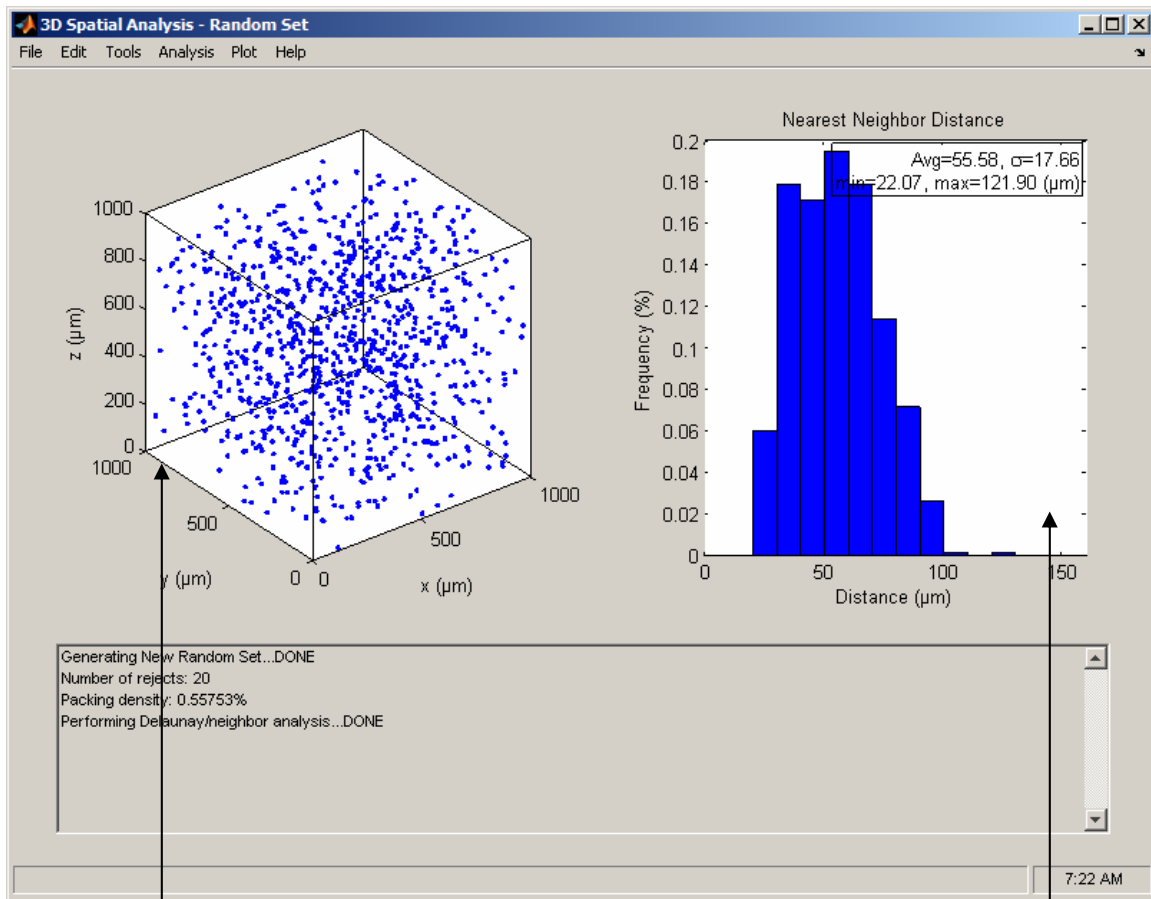 3D Spatial Analysis - Random Set
File Edit Tools Analysis Plot Help
1000
800
600
400
200
0
z (µm)
1000
500
0
y (µm)
0
500
1000
x (µm)
Nearest Neighbor Distance
Avg=55.58, σ=17.66
min=22.07, max=121.90 (µm)
0.2
0.18
0.16
0.14
0.12
0.1
0.08
0.06
0.04
0.02
0
Frequency (%)
0 50 100 150
Distance (µm)
Generating New Random Set...DONE
Number of rejects: 20
Packing density: 0.55753%
Performing Delaunay/neighbor analysis...DONE
7:22 AM